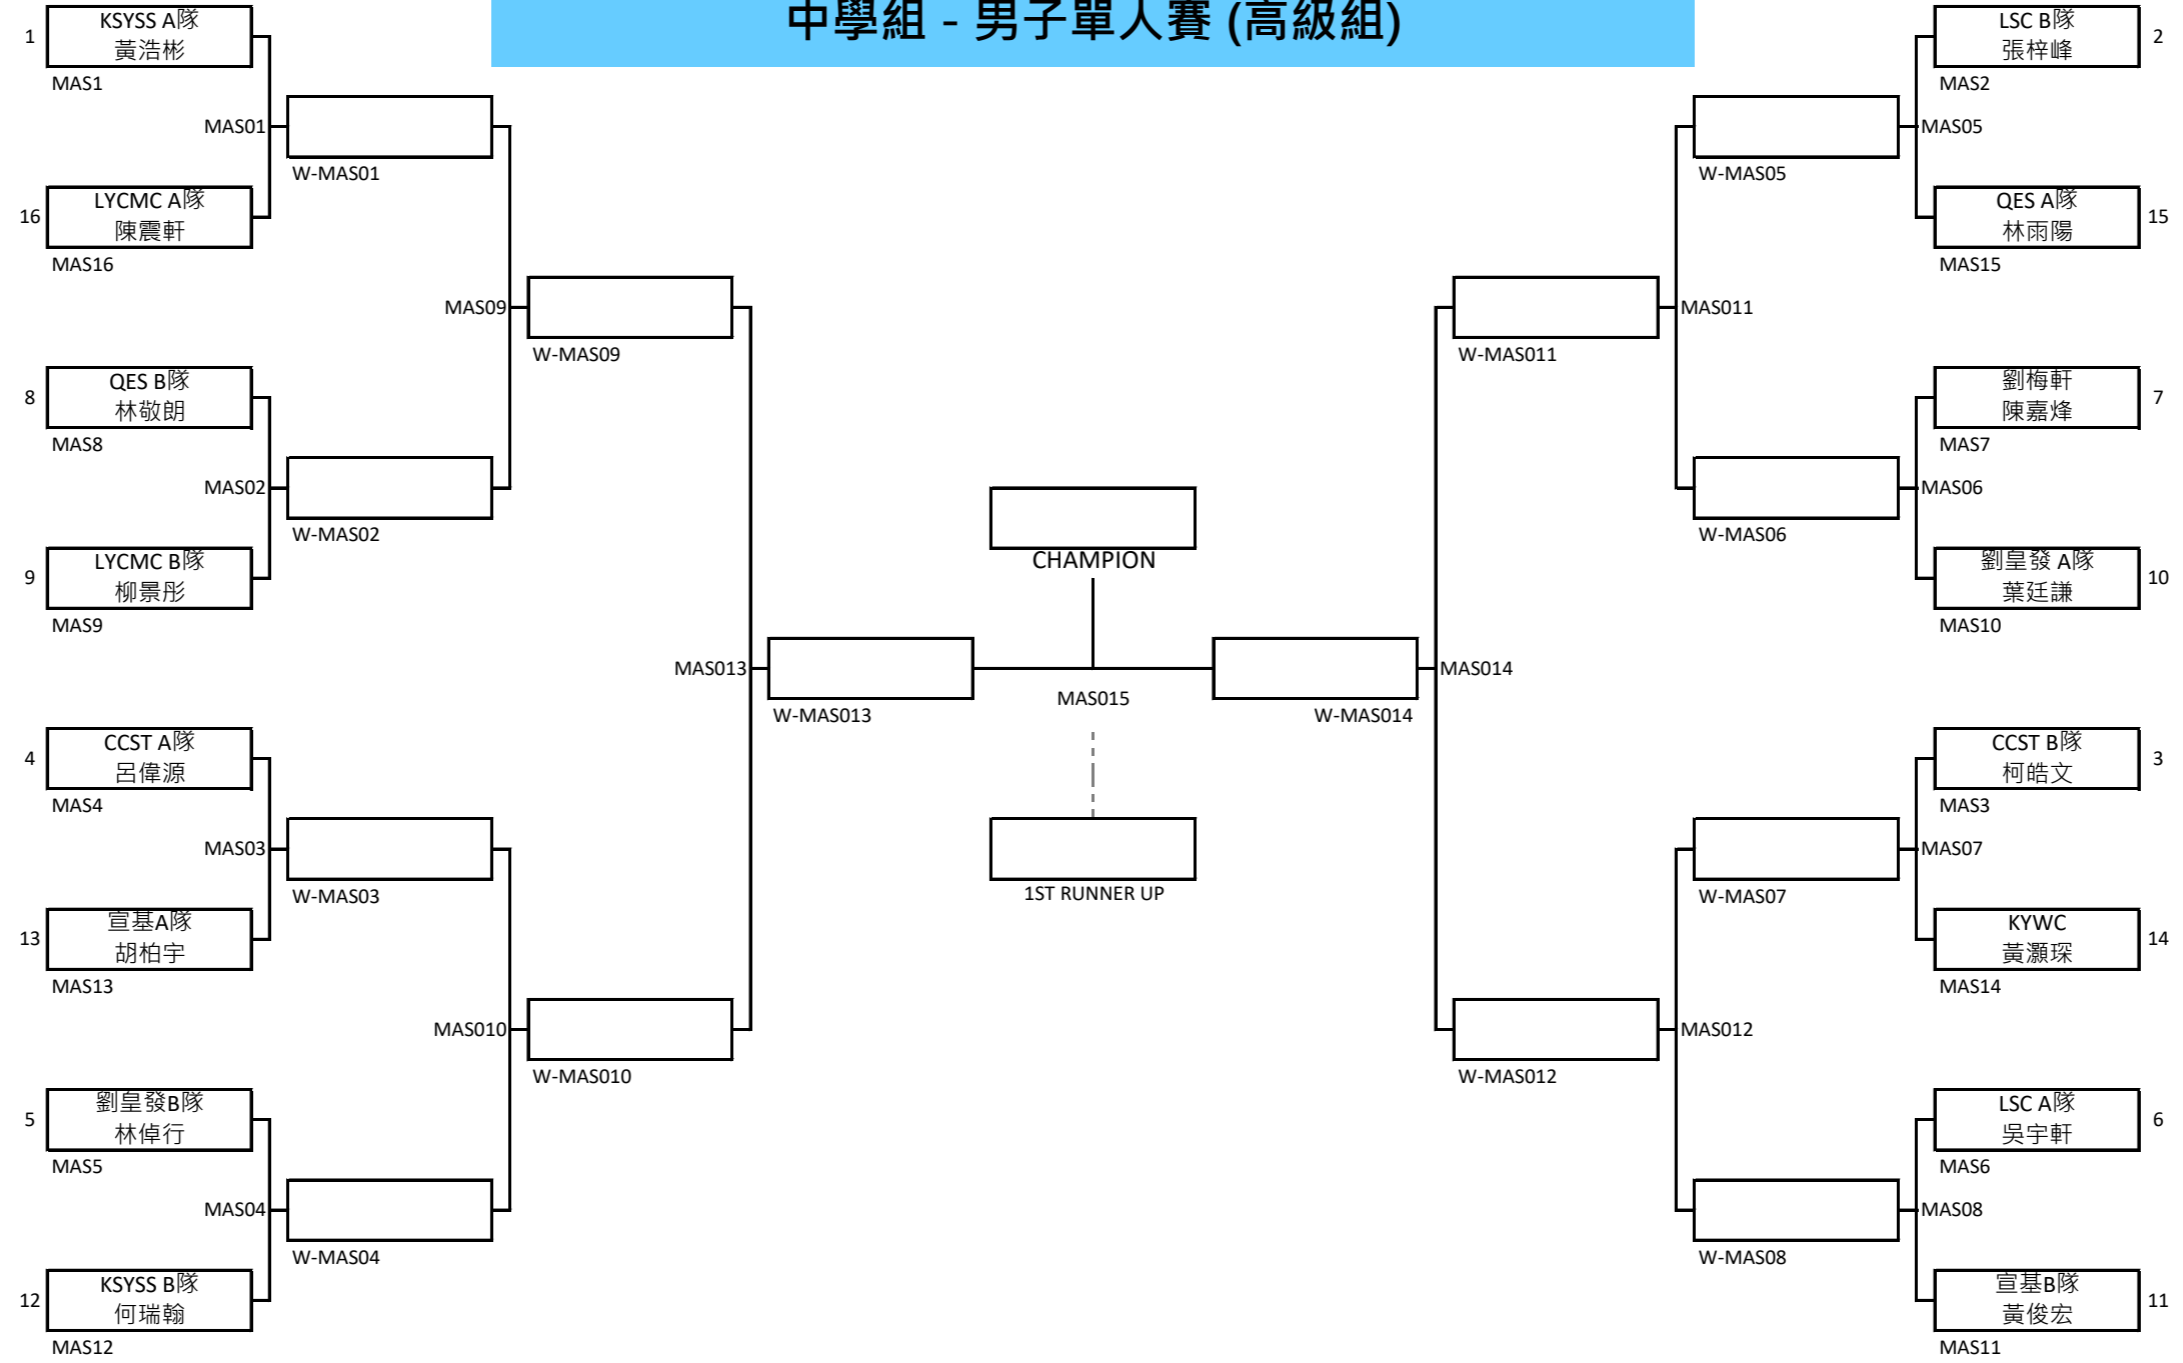 中學組 - 男子單人賽 (高級組)
1
KSYSS A隊
黃浩彬
MAS1
MAS01
W-MAS01
16
LYCMC A隊
陳震軒
MAS16
MAS09
W-MAS09
8
QES B隊
林敬朗
MAS8
MAS02
W-MAS02
9
LYCMC B隊
柳景彤
MAS9
MAS013
W-MAS013
4
CCST A隊
呂偉源
MAS4
MAS03
W-MAS03
13
宣基A隊
胡柏宇
MAS13
MAS010
W-MAS010
5
劉皇發B隊
林倬行
MAS5
MAS04
W-MAS04
12
KSYSS B隊
何瑞翰
MAS12
CHAMPION
MAS015
1ST RUNNER UP
LSC B隊
張梓峰
2
MAS2
MAS05
W-MAS05
QES A隊
林雨陽
15
MAS15
MAS011
W-MAS011
劉梅軒
陳嘉烽
7
MAS7
MAS06
W-MAS06
劉皇發 A隊
葉廷謙
10
MAS10
MAS014
W-MAS014
CCST B隊
柯皓文
3
MAS3
MAS07
W-MAS07
KYWC
黃灝琛
14
MAS14
MAS012
W-MAS012
LSC A隊
吳宇軒
6
MAS6
MAS08
W-MAS08
宣基B隊
黃俊宏
11
MAS11